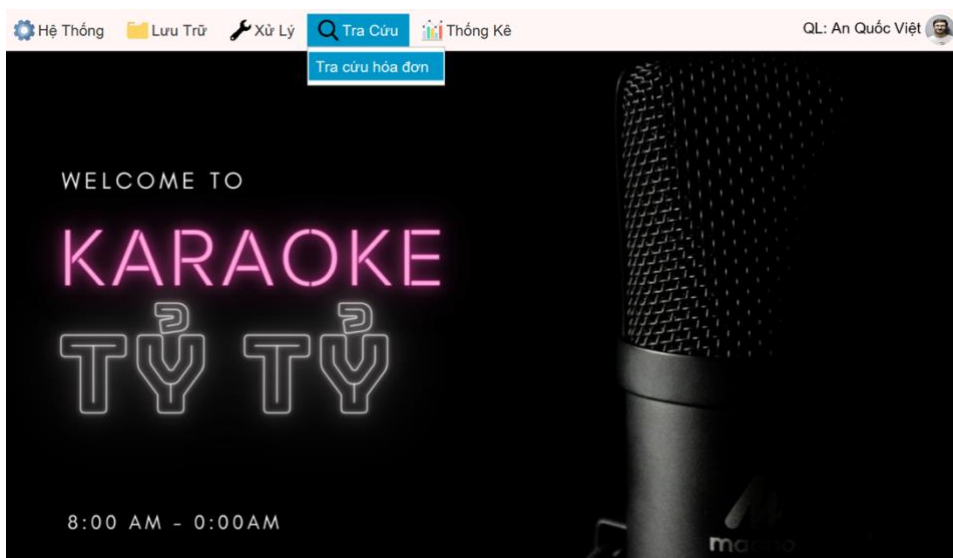 Hệ Thống Lưu Trữ Xử Lý Tra Cứu Thống Kê QL: An Quốc Việt
Tra cứu hóa đơn
WELCOME TO
KARAOKE
TỶ TỶ
8:00 AM - 0:00AM